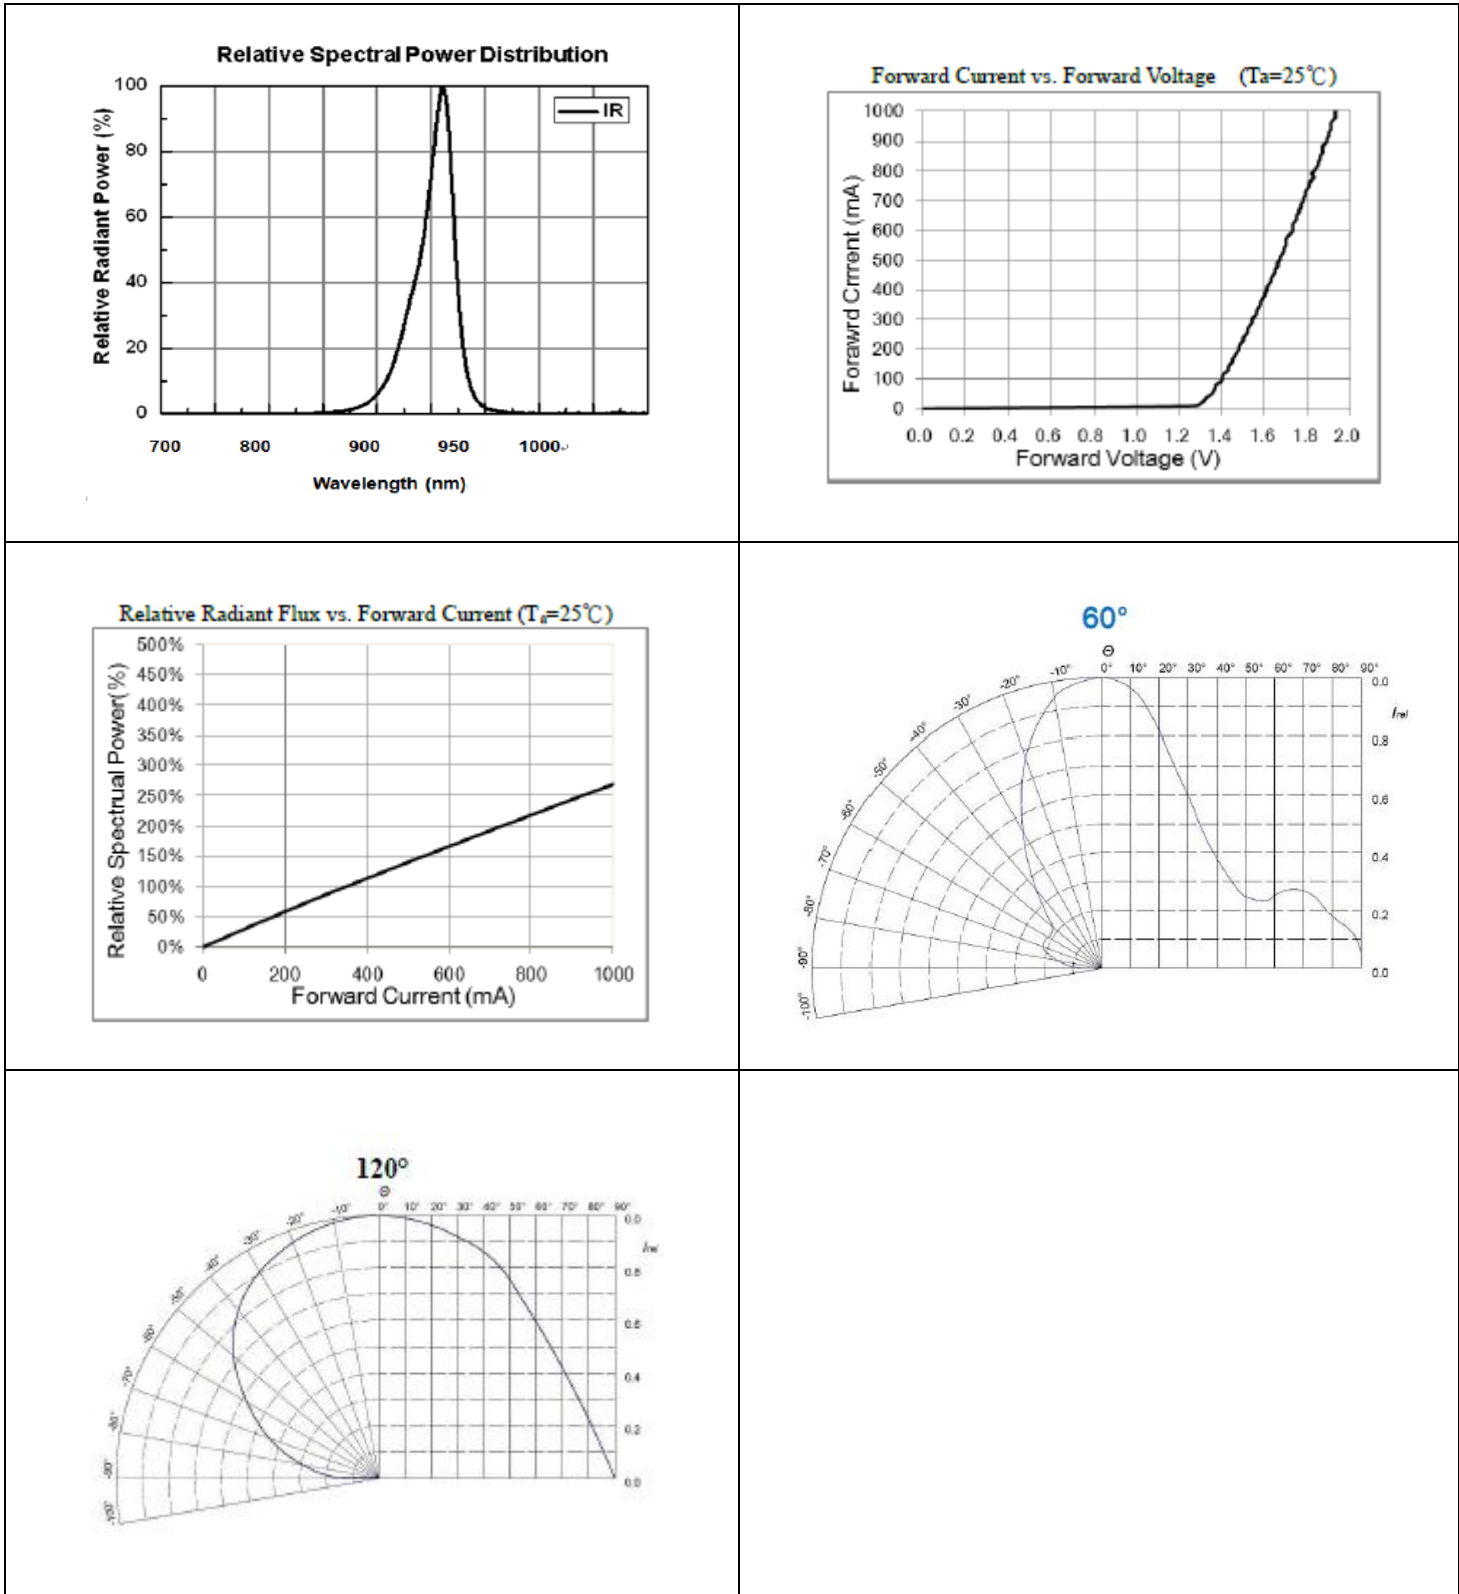 Relative Spectral Power Distribution
IR
Relative Radiant Power (%)
100
80
60
40
20
0
700 800 900 950 1000
Wavelength (nm)
Forward Current vs. Forward Voltage (Ta=25℃)
Forawrd Crrent (mA)
1000
900
800
700
600
500
400
300
200
100
0
0.0 0.2 0.4 0.6 0.8 1.0 1.2 1.4 1.6 1.8 2.0
Forward Voltage (V)
Relative Radiant Flux vs. Forward Current (Ta=25℃)
Relative Spectrual Power(%)
500%
450%
400%
350%
300%
250%
200%
150%
100%
50%
0%
0 200 400 600 800 1000
Forward Current (mA)
60°
Θ
-100° -90° -80° -70° -60° -50° -40° -30° -20° -10° 0° 10° 20° 30° 40° 50° 60° 70° 80° 90°
0.0
Irel
0.8
0.6
0.4
0.2
0.0
120°
Θ
-100° -90° -80° -70° -60° -50° -40° -30° -20° -10° 0° 10° 20° 30° 40° 50° 60° 70° 80° 90°
0.0
Irel
0.8
0.6
0.4
0.2
0.0